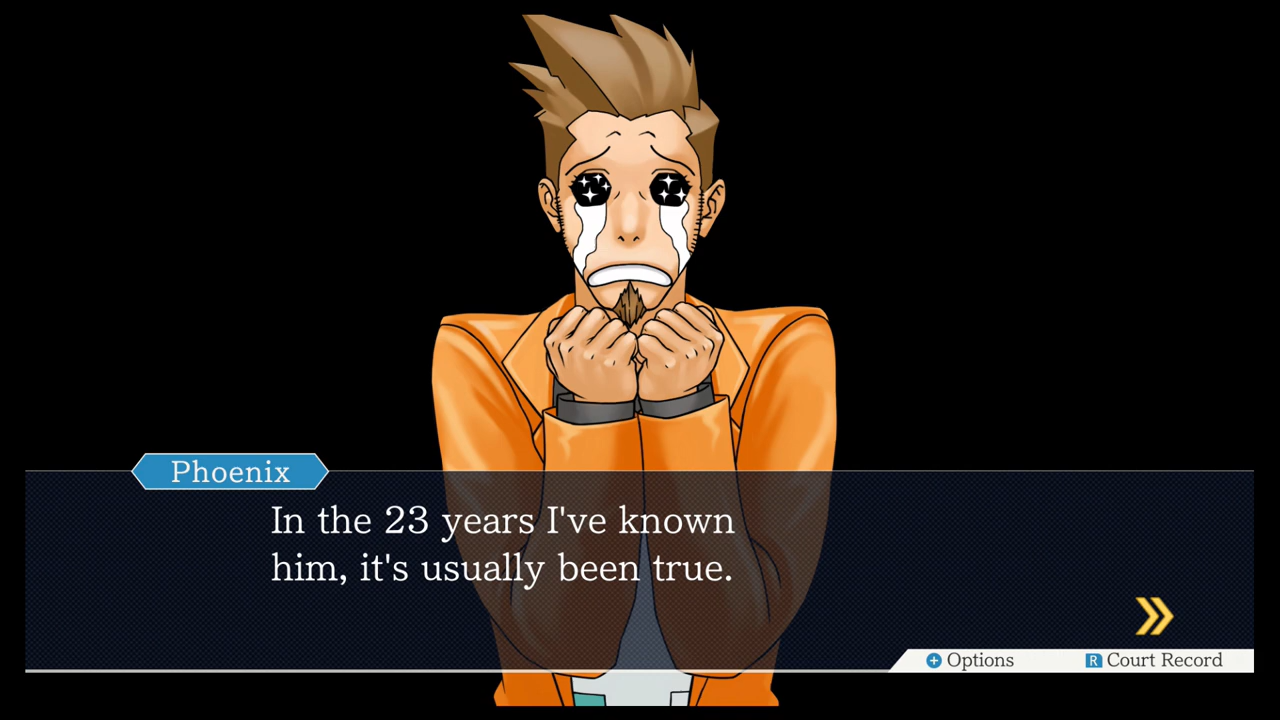 Phoenix
In the 23 years I've known
him, it's usually been true.
+ Options
R Court Record